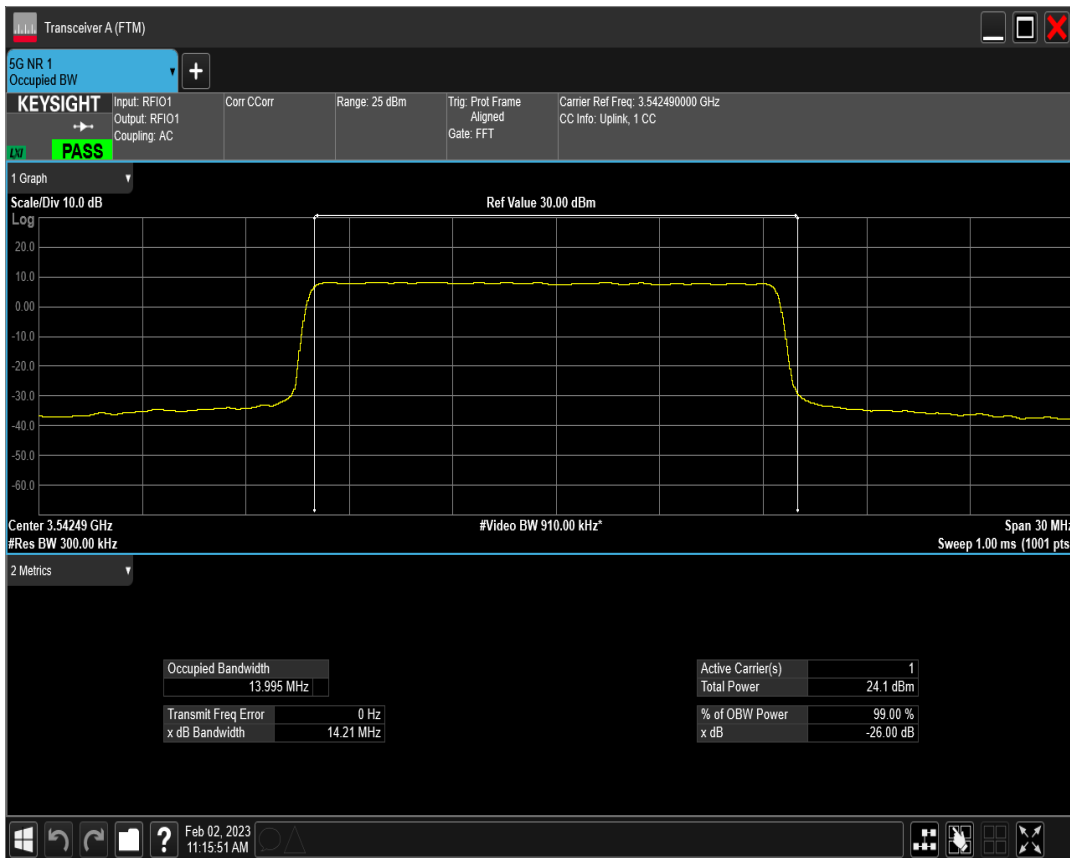 Transceiver A (FTM)
5G NR 1
Occupied BW
+
KEYSIGHT
LXI
PASS
Input: RFIO1
Output: RFIO1
Coupling: AC
Corr CCorr
Range: 25 dBm
Trig: Prot Frame
Aligned
Gate: FFT
Carrier Ref Freq: 3.542490000 GHz
CC Info: Uplink, 1 CC
1 Graph
Scale/Div 10.0 dB
Ref Value 30.00 dBm
Log
20.0
10.0
0.00
-10.0
-20.0
-30.0
-40.0
-50.0
-60.0
Center 3.54249 GHz
#Video BW 910.00 kHz*
Span 30 MHz
#Res BW 300.00 kHz
Sweep 1.00 ms (1001 pts
2 Metrics
Occupied Bandwidth
13.995 MHz
Transmit Freq Error 0 Hz
x dB Bandwidth 14.21 MHz
Active Carrier(s) 1
Total Power 24.1 dBm
% of OBW Power 99.00 %
x dB -26.00 dB
?
Feb 02, 2023
11:15:51 AM